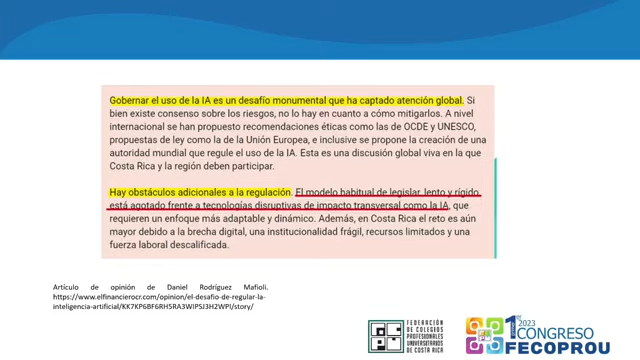 Gobernar el uso de la IA es un desafío monumental que ha captado atención global. Si
bien existe consenso sobre los riesgos, no lo hay en cuanto a cómo mitigarlos. A nivel
internacional se han propuesto recomendaciones éticas como las de OCDE y UNESCO,
propuestas de ley como la de la Unión Europea, e inclusive se propone la creación de una
autoridad mundial que regule el uso de la IA. Esta es una discusión global viva en la que
Costa Rica y la región deben participar.
Hay obstáculos adicionales a la regulación. El modelo habitual de legislar, lento y rígido,
está agotado frente a tecnologías disruptivas de impacto transversal como la IA, que
requieren un enfoque más adaptable y dinámico. Además, en Costa Rica el reto es aún
mayor debido a la brecha digital, una institucionalidad frágil, recursos limitados y una
fuerza laboral descalificada.
Artículo de opinión de Daniel Rodríguez Mafioli.
https://www.elfinancierocr.com/opinion/el-desafio-de-regular-la-
inteligencia-artificial/KK7KP6BF6RH5RA3WIPSJ3H2WPI/story/
FEDERACIÓN
DE COLEGIOS
PROFESIONALES
UNIVERSITARIOS
DE COSTA RICA
1
2023
CONGRESO
FECOPROU